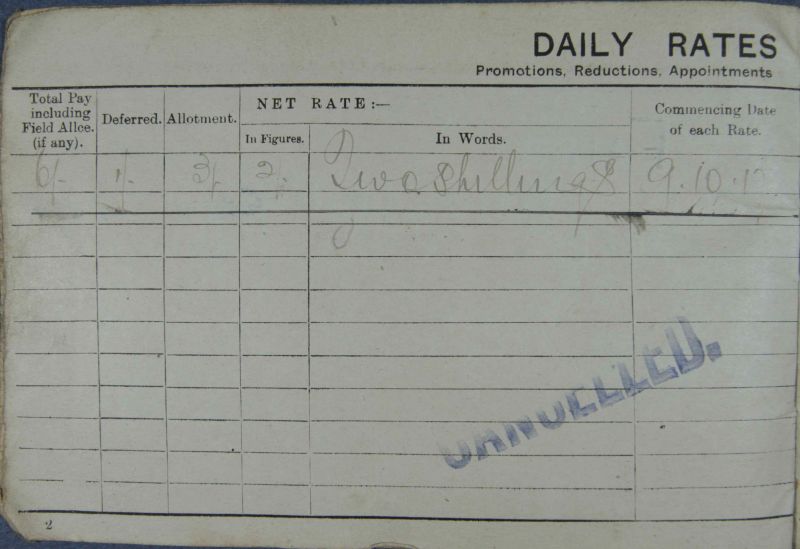 DAILY RATES
Promotions, Reductions, Appointments
Total Pay including Field Allce. (if any).
Deferred.
Allotment.
NET RATE :—
In Figures.
In Words.
Commencing Date of each Rate.
6/- 1/- 3/- 2/- Two Shillings 9.10.17
CANCELLED.
2